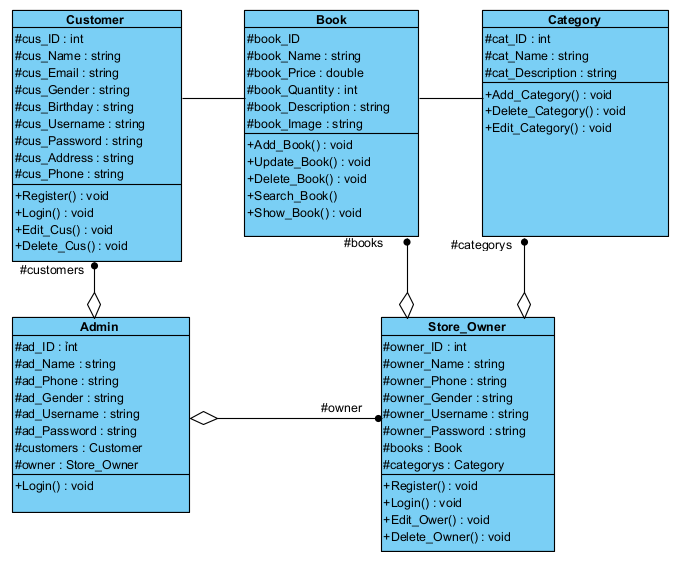 Customer
#cus_ID : int
#cus_Name : string
#cus_Email : string
#cus_Gender : string
#cus_Birthday : string
#cus_Username : string
#cus_Password : string
#cus_Address : string
#cus_Phone : string
+Register() : void
+Login() : void
+Edit_Cus() : void
+Delete_Cus() : void
Book
#book_ID
#book_Name : string
#book_Price : double
#book_Quantity : int
#book_Description : string
#book_Image : string
+Add_Book() : void
+Update_Book() : void
+Delete_Book() : void
+Search_Book()
+Show_Book() : void
Category
#cat_ID : int
#cat_Name : string
#cat_Description : string
+Add_Category() : void
+Delete_Category() : void
+Edit_Category() : void
#customers
#books
#categorys
Admin
#ad_ID : ỉnt
#ad_Name : string
#ad_Phone : string
#ad_Gender : string
#ad_Username : string
#ad_Password : string
#customers : Customer
#owner : Store_Owner
+Login() : void
#owner
Store_Owner
#owner_ID : int
#owner_Name : string
#owner_Phone : string
#owner_Gender : string
#owner_Username : string
#owner_Password : string
#books : Book
#categorys : Category
+Register() : void
+Login() : void
+Edit_Ower() : void
+Delete_Owner() : void